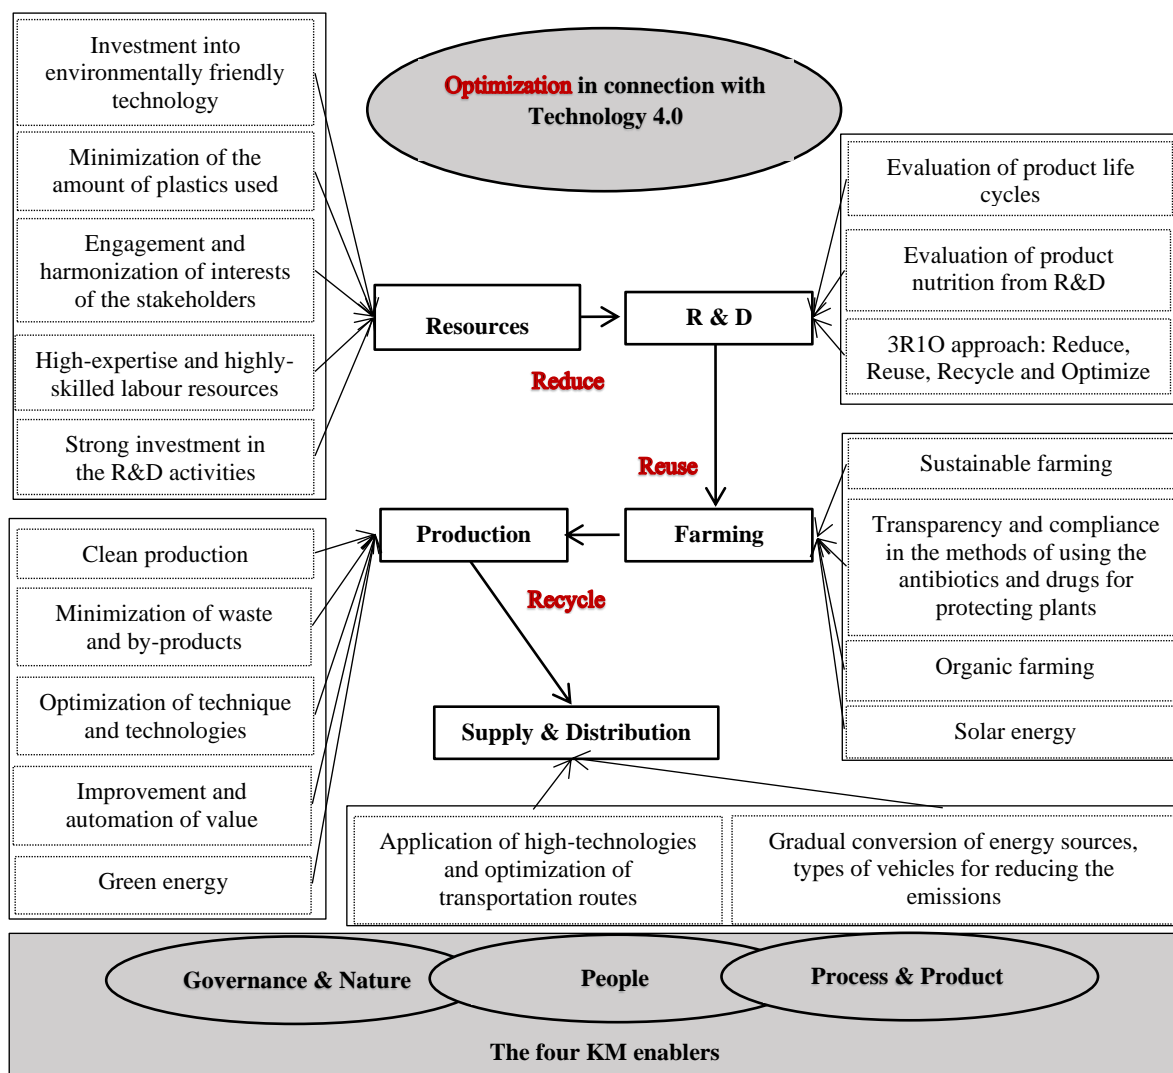 Investment into
environmentally friendly
technology
Minimization of the
amount of plastics used
Engagement and
harmonization of interests
of the stakeholders
High-expertise and highly-
skilled labour resources
Strong investment in
the R&D activities
Optimization in connection with
Technology 4.0
Evaluation of product life
cycles
Evaluation of product
nutrition from R&D
3R1O approach: Reduce,
Reuse, Recycle and Optimize
Resources
R & D
Reduce
Reuse
Production
Farming
Recycle
Supply & Distribution
Sustainable farming
Transparency and compliance
in the methods of using the
antibiotics and drugs for
protecting plants
Organic farming
Solar energy
Clean production
Minimization of waste
and by-products
Optimization of technique
and technologies
Improvement and
automation of value
Green energy
Application of high-technologies
and optimization of
transportation routes
Gradual conversion of energy sources,
types of vehicles for reducing the
emissions
Governance & Nature
People
Process & Product
The four KM enablers